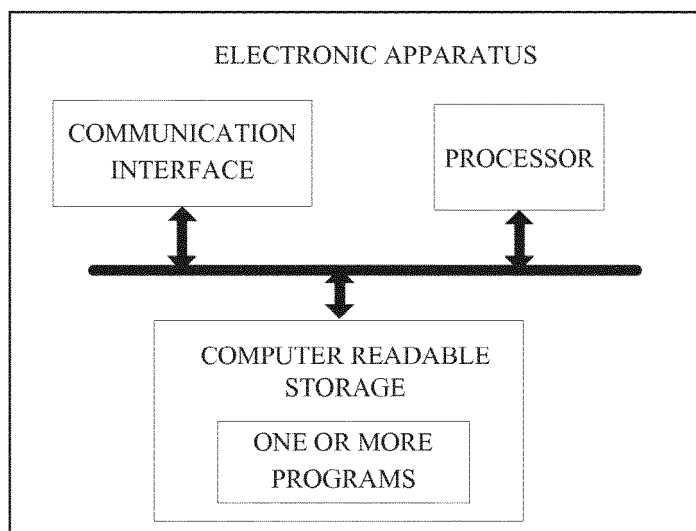 ELECTRONIC APPARATUS
COMMUNICATION
INTERFACE
PROCESSOR
COMPUTER READABLE
STORAGE
ONE OR MORE
PROGRAMS